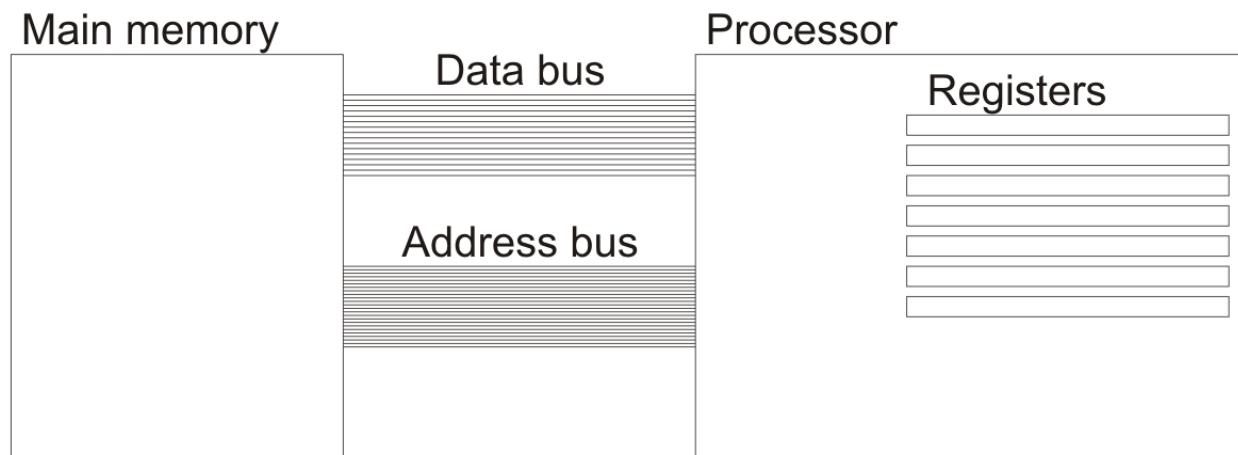 Main memory
Processor
Data bus
Registers
Address bus